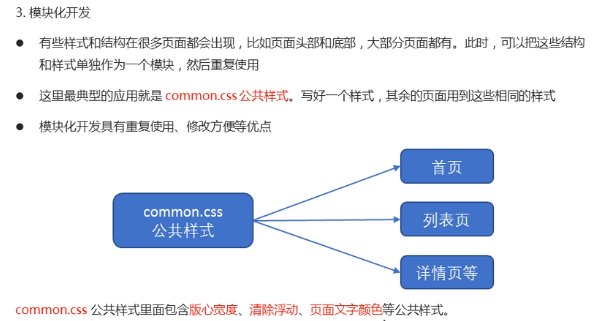 3. 模块化开发
● 有些样式和结构在很多页面都会出现，比如页面头部和底部，大部分页面都有。此时，可以把这些结构
和样式单独作为一个模块，然后重复使用
● 这里最典型的应用就是 common.css 公共样式。写好一个样式，其余的页面用到这些相同的样式
● 模块化开发具有重复使用、修改方便等优点
首页
common.css
公共样式
列表页
详情页等
common.css 公共样式里面包含版心宽度、清除浮动、页面文字颜色等公共样式。